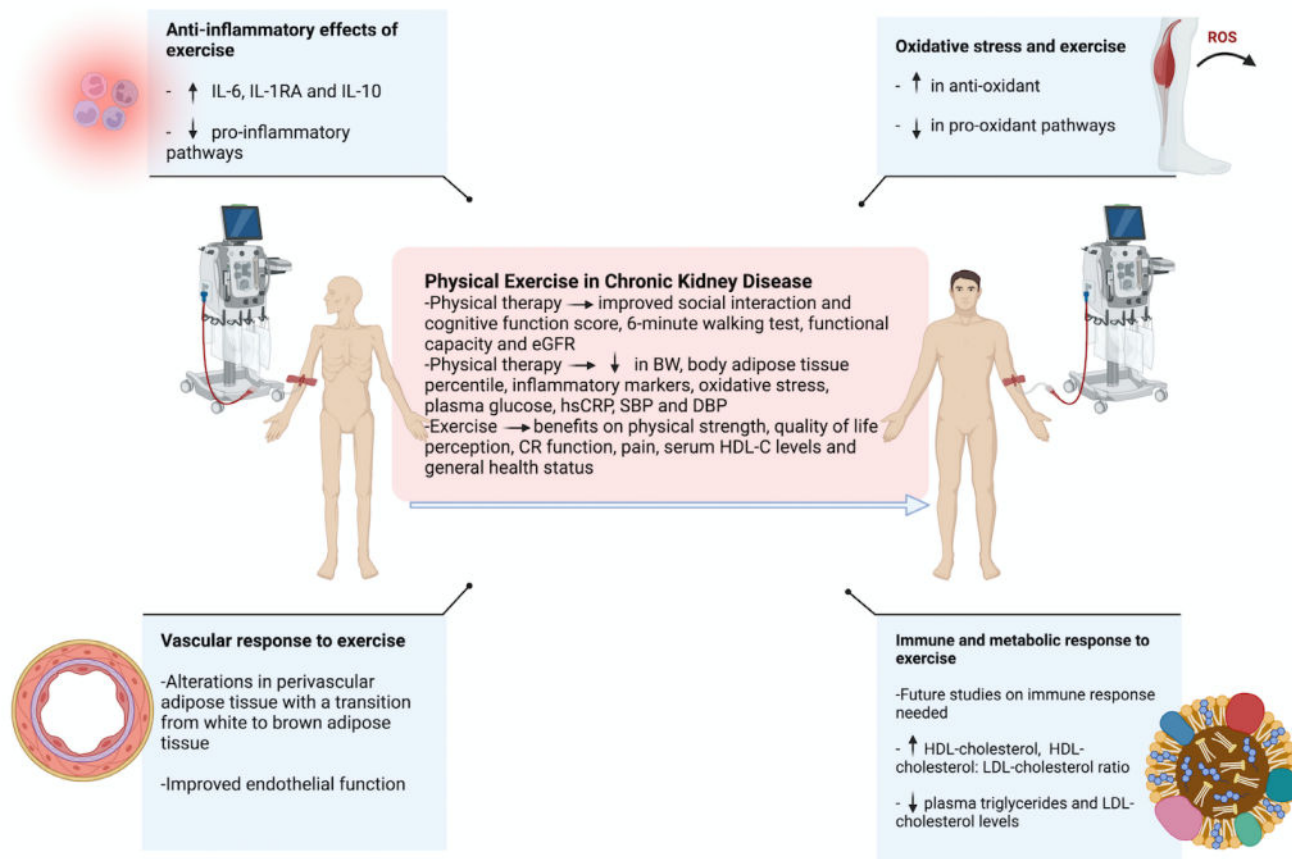 Anti-inflammatory effects of
exercise
- ↑ IL-6, IL-1RA and IL-10
- ↓ pro-inflammatory
pathways
Oxidative stress and exercise
- ↑ in anti-oxidant
- ↓ in pro-oxidant pathways
ROS
Physical Exercise in Chronic Kidney Disease
-Physical therapy → improved social interaction and
cognitive function score, 6-minute walking test, functional
capacity and eGFR
-Physical therapy → ↓ in BW, body adipose tissue
percentile, inflammatory markers, oxidative stress,
plasma glucose, hsCRP, SBP and DBP
-Exercise → benefits on physical strength, quality of life
perception, CR function, pain, serum HDL-C levels and
general health status
Vascular response to exercise
-Alterations in perivascular
adipose tissue with a transition
from white to brown adipose
tissue
-Improved endothelial function
Immune and metabolic response to
exercise
-Future studies on immune response
needed
- ↑ HDL-cholesterol, HDL-
cholesterol: LDL-cholesterol ratio
- ↓ plasma triglycerides and LDL-
cholesterol levels